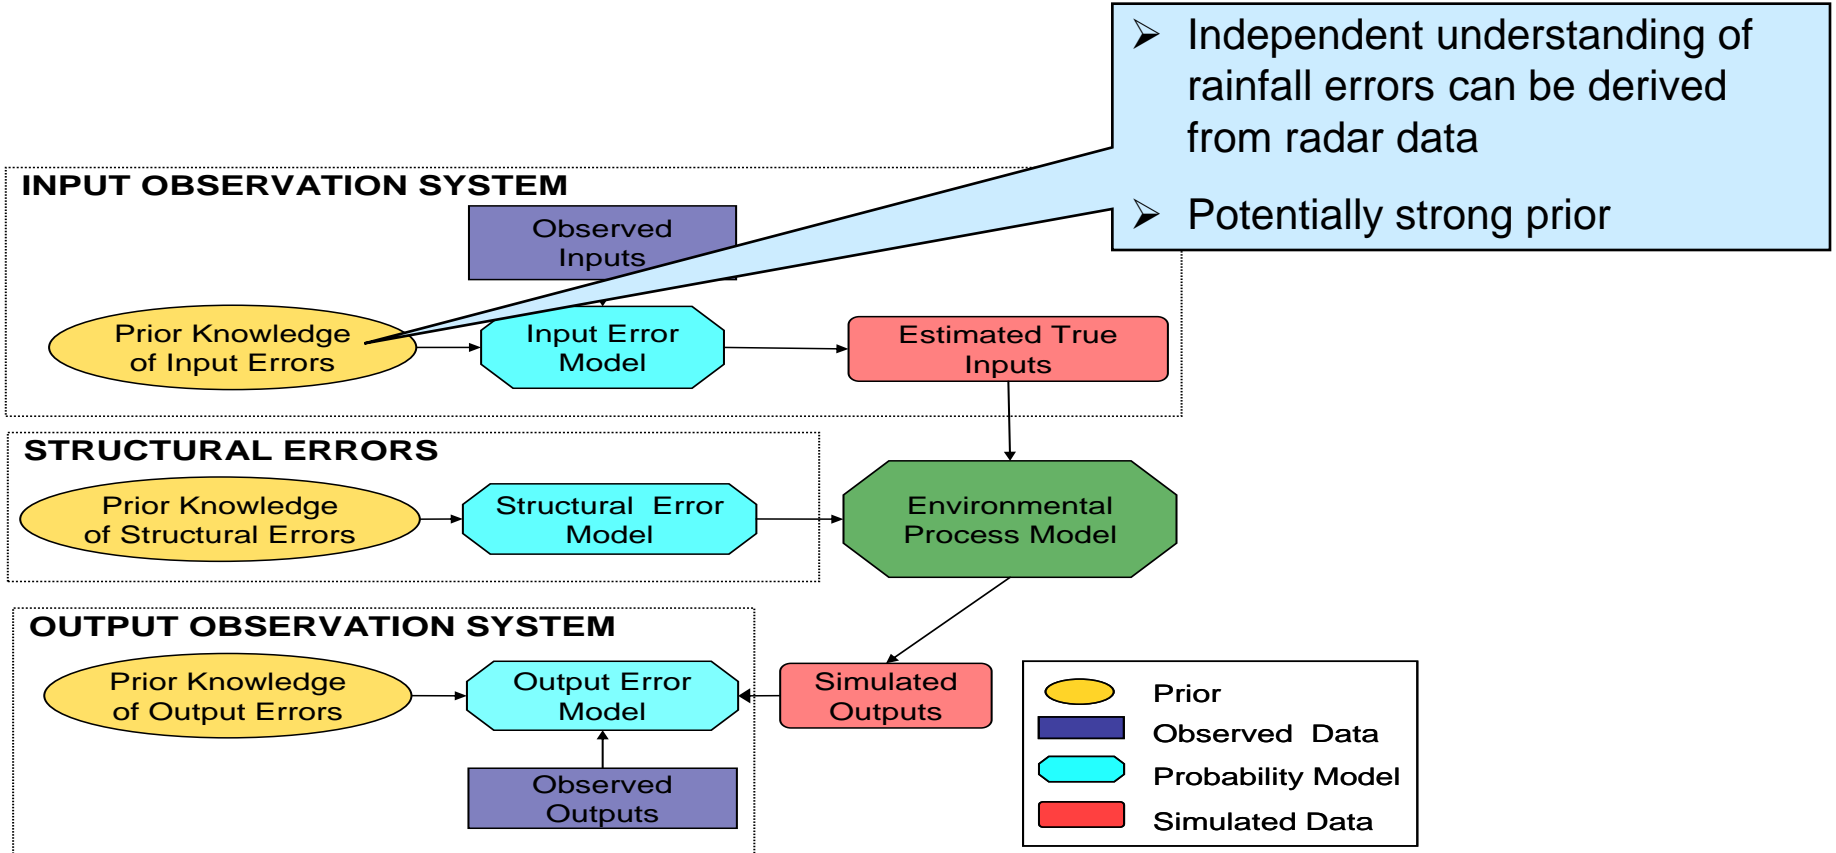 ➢ Independent understanding of
rainfall errors can be derived
from radar data
➢ Potentially strong prior
INPUT OBSERVATION SYSTEM
Observed
Inputs
Prior Knowledge
of Input Errors
Input Error
Model
Estimated True
Inputs
STRUCTURAL ERRORS
Prior Knowledge
of Structural Errors
Structural Error
Model
Environmental
Process Model
OUTPUT OBSERVATION SYSTEM
Prior Knowledge
of Output Errors
Output Error
Model
Simulated
Outputs
Observed
Outputs
Prior
Observed Data
Probability Model
Simulated Data